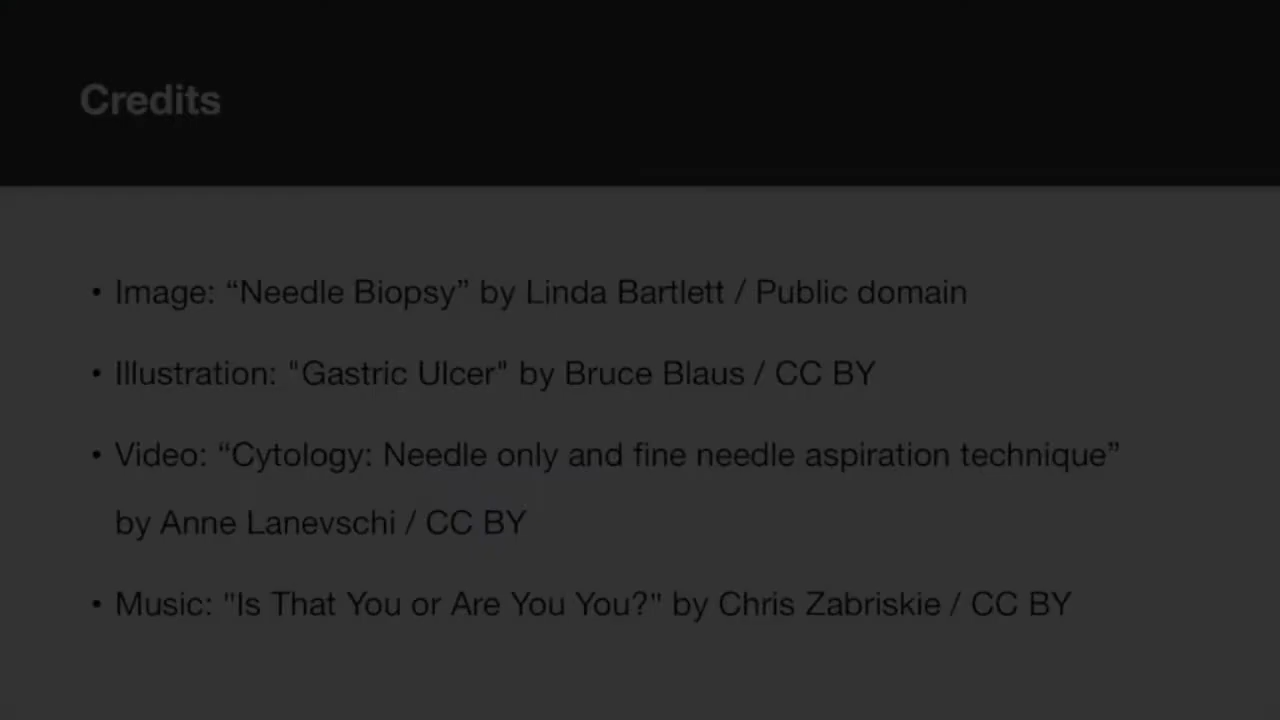 Credits
• Image: “Needle Biopsy” by Linda Bartlett / Public domain
• Illustration: "Gastric Ulcer" by Bruce Blaus / CC BY
• Video: “Cytology: Needle only and fine needle aspiration technique”
by Anne Lanevschi / CC BY
• Music: "Is That You or Are You You?" by Chris Zabriskie / CC BY